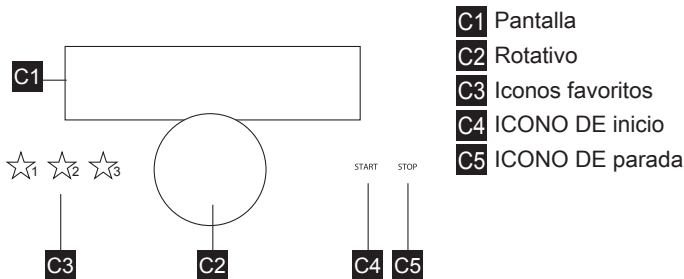 C1 Pantalla
C2 Rotativo
C3 Iconos favoritos
C4 ICONO DE inicio
C5 ICONO DE parada
C1
1 2 3
START STOP
C3 C2 C4 C5